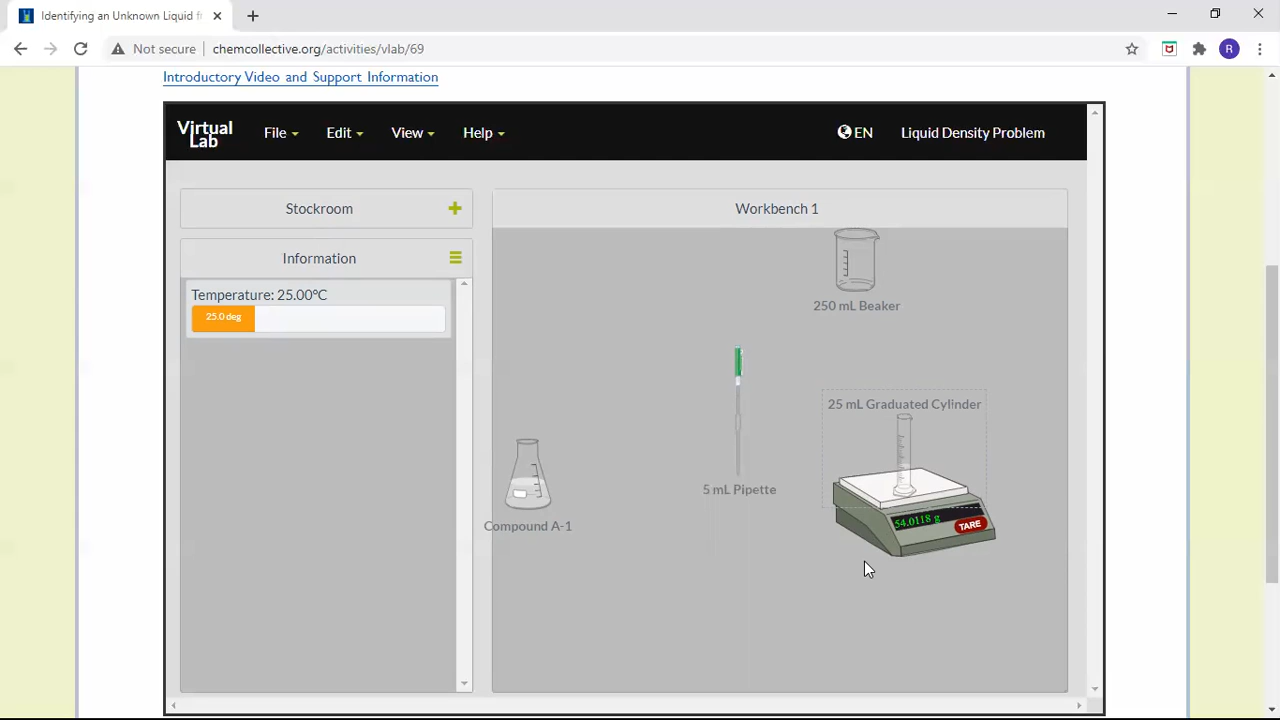 Identifying an Unknown Liquid f
Not secure
chemcollective.org/activities/vlab/69
R
Introductory Video and Support Information
Virtual Lab
File
Edit
View
Help
EN
Liquid Density Problem
Stockroom
Workbench 1
Information
Temperature: 25.00°C
25.0 deg
250 mL Beaker
25 mL Graduated Cylinder
5 mL Pipette
Compound A-1
54.0118 g
TARE